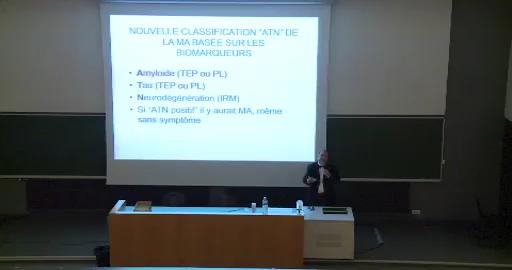 NOUVELLE CLASSIFICATION "ATN" DE
LA MA BASÉE SUR LES
BIOMARQUEURS
• Amyloïde (TEP ou PL)
• Tau (TEP ou PL)
• Neurodégénération (IRM)
• Si "ATN positif" il y aurait MA, même
sans symptôme